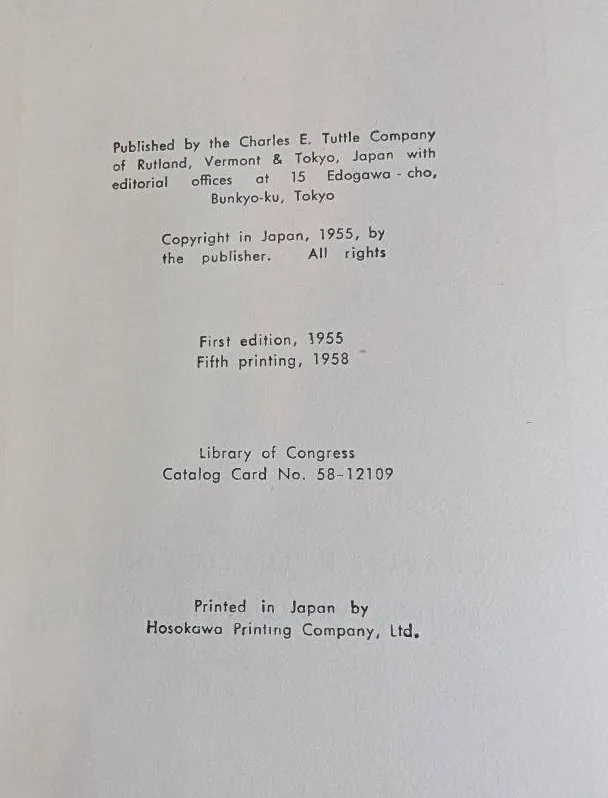 Published by the Charles E. Tuttle Company
of Rutland, Vermont & Tokyo, Japan with
editorial offices at 15 Edogawa - cho,
Bunkyo-ku, Tokyo
Copyright in Japan, 1955, by
the publisher. All rights
First edition, 1955
Fifth printing, 1958
Library of Congress
Catalog Card No. 58-12109
Printed in Japan by
Hosokawa Printing Company, Ltd.